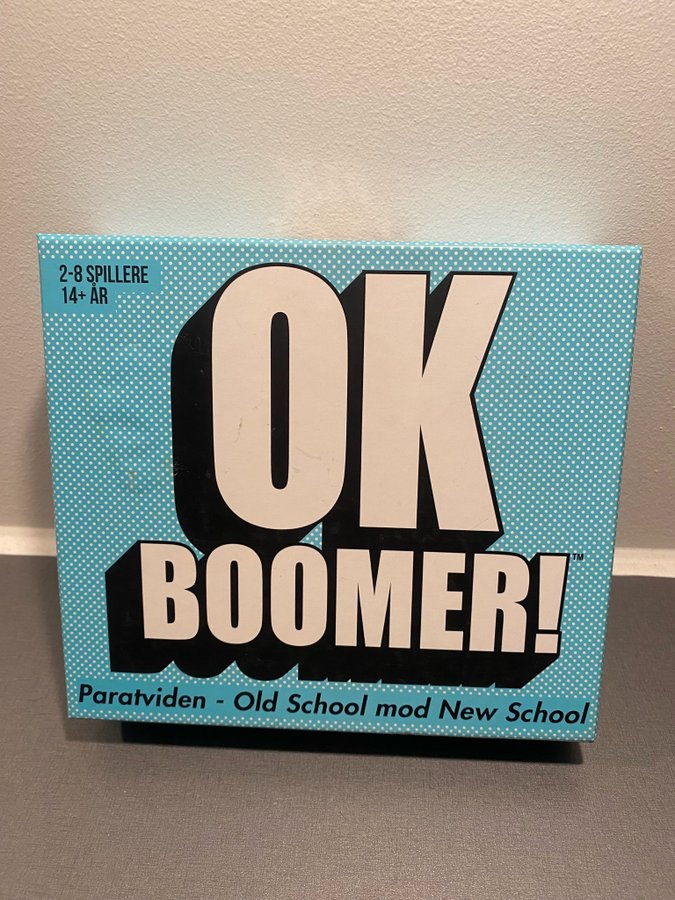 2-8 SPILLERE
14+ ÅR
OK
BOOMER!™
Paratviden - Old School mod New School